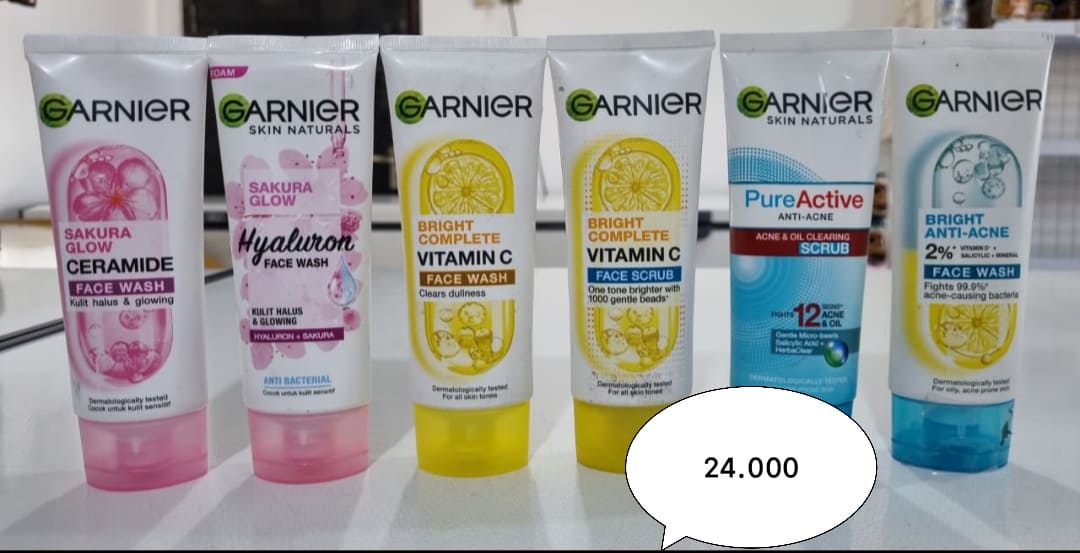 GARNIER
SAKURA
GLOW
CERAMIDE
FACE WASH
Kulit halus & glowing
Dermatologically tested
Cocok untuk kulit sensitif
FOAM
GARNIER
SKIN NATURALS
SAKURA
GLOW
Hyaluron
FACE WASH
KULIT HALUS
& GLOWING
HYALURON + SAKURA
ANTI BACTERIAL
Cocok untuk kulit sensitif
GARNIER
BRIGHT
COMPLETE
VITAMIN C
FACE WASH
Clears dullness
Dermatologically tested
For all skin tones
GARNIER
BRIGHT
COMPLETE
VITAMIN C
FACE SCRUB
One tone brighter with
1000 gentle beads*
Dermatologically tested
For all skin tones
GARNIER
SKIN NATURALS
PureActive
ANTI-ACNE
ACNE & OIL CLEARING
SCRUB
FIGHTS 12 SIGNS*
ACNE
& OIL
Gentle Micro-beads
Salicylic Acid +
HerbaClear
DERMATOLOGICALLY TESTED
GARNIER
BRIGHT
ANTI-ACNE
2%* VITAMIN C* +
SALICYLIC + MINERAL
FACE WASH
Fights 99.9%*
acne-causing bacteria
Dermatologically tested
For oily, acne prone skin
24.000